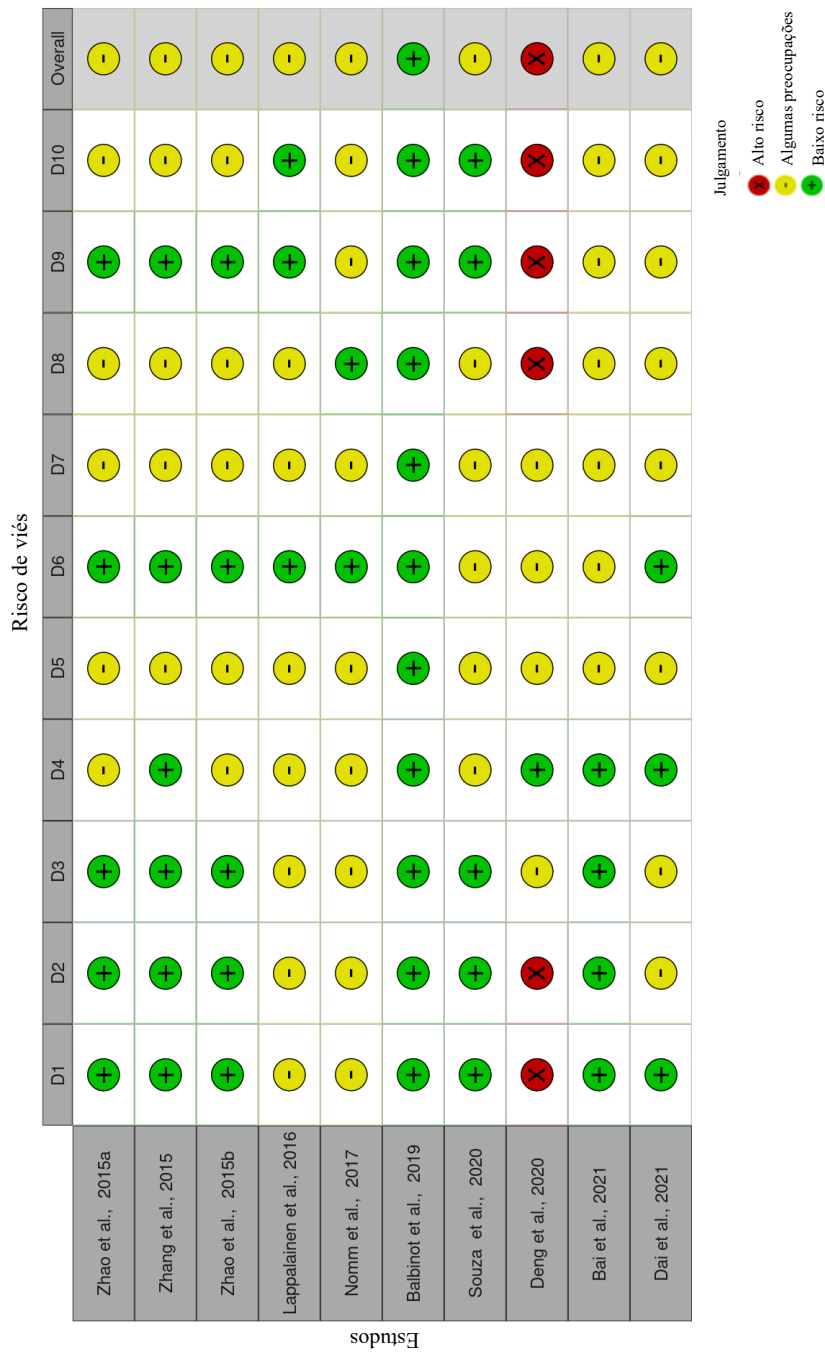 Risco de viés
D1 D2 D3 D4 D5 D6 D7 D8 D9 D10 Overall
Estudos
Zhao et al., 2015a + + + - - + - - + - -
Zhang et al., 2015 + + + + - + - - + - -
Zhao et al., 2015b + + + - - + - - + - -
Lappalainen et al., 2016 - - - - - + - - + + -
Nomm et al., 2017 - - - - - + - + - - -
Balbinot et al., 2019 + + + + + + + + + + +
Souza et al., 2020 + + + - - - - - + + -
Deng et al., 2020 X X - + - - - X X X X
Bai et al., 2021 + + + + - - - - - - -
Dai et al., 2021 + - - + - + - - - - -
Julgamento
X Alto risco
- Algumas preocupações
+ Baixo risco